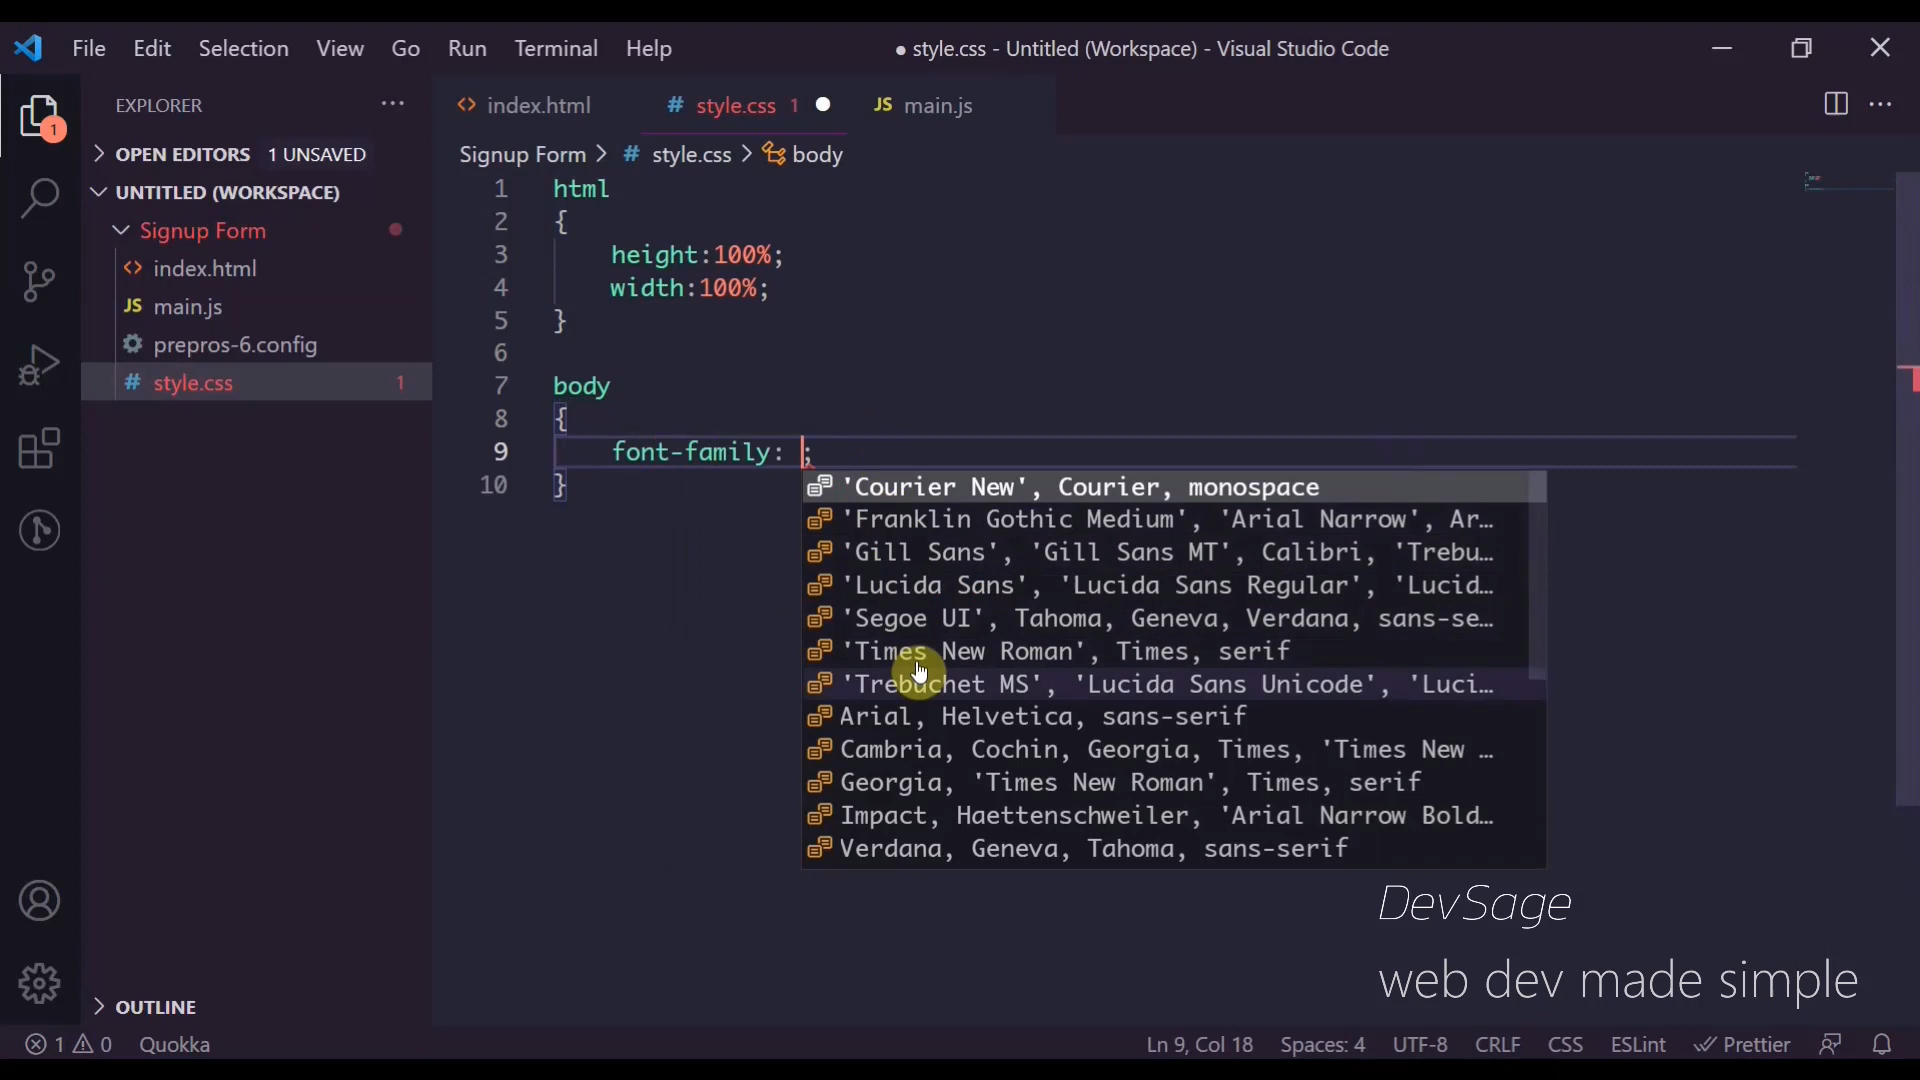 File Edit Selection View Go Run Terminal Help
● style.css - Untitled (Workspace) - Visual Studio Code
1
EXPLORER ...
OPEN EDITORS 1 UNSAVED
UNTITLED (WORKSPACE)
Signup Form
<> index.html
JS main.js
prepros-6.config
# style.css 1
OUTLINE
<> index.html # style.css 1 ● JS main.js
Signup Form > # style.css > body
1 html
2 {
3 height:100%;
4 width:100%;
5 }
6
7 body
8 {
9 font-family: ;
10 }
'Courier New', Courier, monospace
'Franklin Gothic Medium', 'Arial Narrow', Ar…
'Gill Sans', 'Gill Sans MT', Calibri, 'Trebu…
'Lucida Sans', 'Lucida Sans Regular', 'Lucid…
'Segoe UI', Tahoma, Geneva, Verdana, sans-se…
'Times New Roman', Times, serif
'Trebuchet MS', 'Lucida Sans Unicode', 'Luci…
Arial, Helvetica, sans-serif
Cambria, Cochin, Georgia, Times, 'Times New …
Georgia, 'Times New Roman', Times, serif
Impact, Haettenschweiler, 'Arial Narrow Bold…
Verdana, Geneva, Tahoma, sans-serif
DevSage
web dev made simple
1 0 Quokka
Ln 9, Col 18 Spaces: 4 UTF-8 CRLF CSS ESLint Prettier